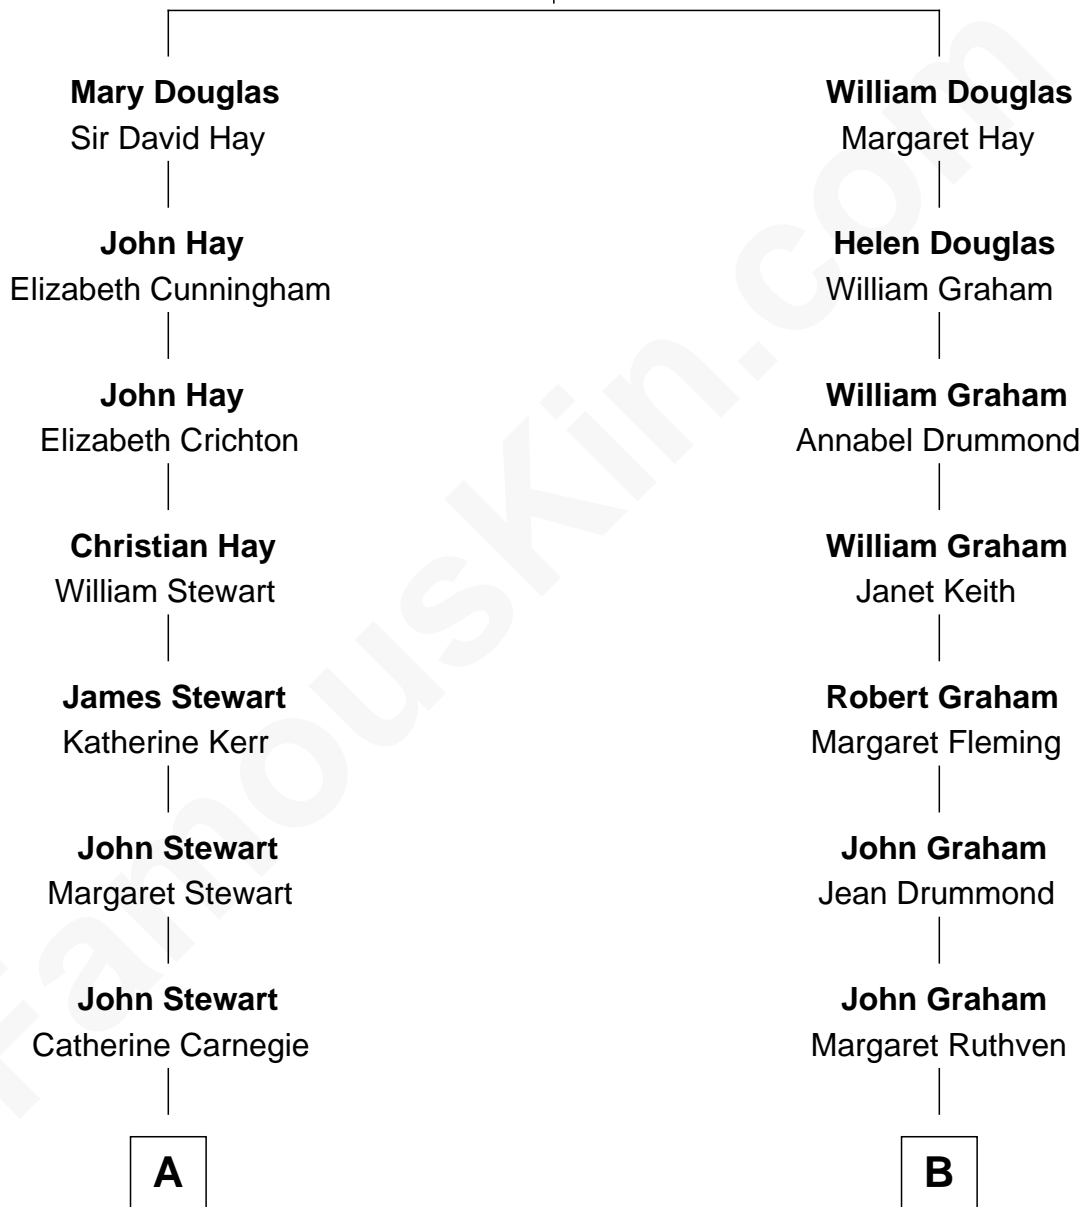 Mary Douglas
Sir David Hay
John Hay
Elizabeth Cunningham
John Hay
Elizabeth Crichton
Christian Hay
William Stewart
James Stewart
Katherine Kerr
John Stewart
Margaret Stewart
John Stewart
Catherine Carnegie
A
William Douglas
Margaret Hay
Helen Douglas
William Graham
William Graham
Annabel Drummond
William Graham
Janet Keith
Robert Graham
Margaret Fleming
John Graham
Jean Drummond
John Graham
Margaret Ruthven
B
FamousKin.com